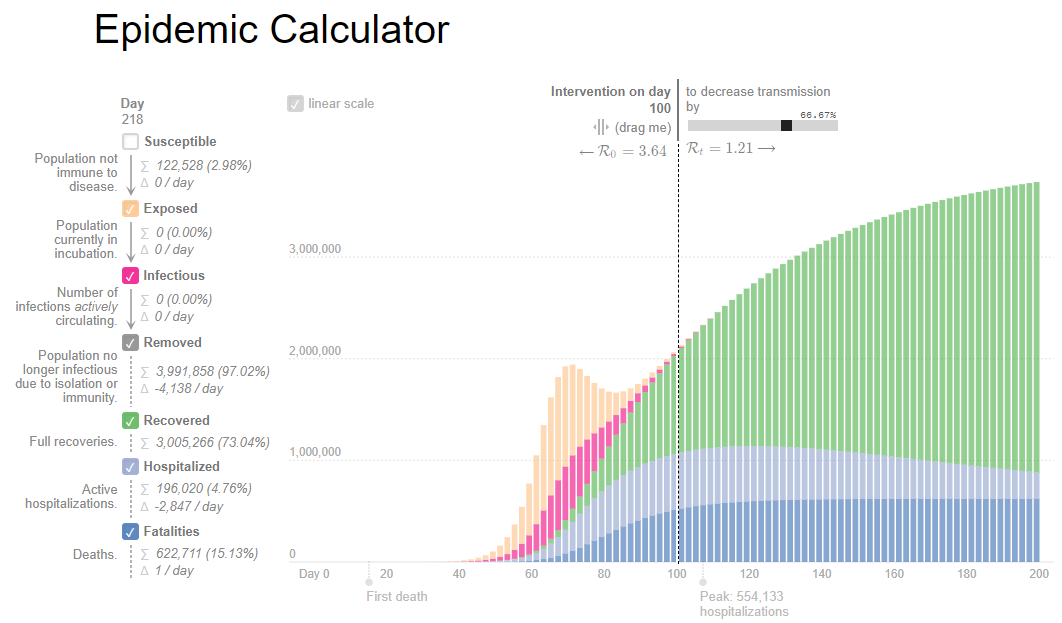 Epidemic Calculator
Day
218
linear scale
Intervention on day
100
(drag me)
← R₀ = 3.64
to decrease transmission
by
66.67%
Rₜ = 1.21 →
Susceptible
Population not
immune to
disease.
∑ 122,528 (2.98%)
Δ 0 / day
Exposed
Population
currently in
incubation.
∑ 0 (0.00%)
Δ 0 / day
Infectious
Number of
infections actively
circulating.
∑ 0 (0.00%)
Δ 0 / day
Removed
Population no
longer infectious
due to isolation or
immunity.
∑ 3,991,858 (97.02%)
Δ -4,138 / day
Recovered
Full recoveries.
∑ 3,005,266 (73.04%)
Hospitalized
Active
hospitalizations.
∑ 196,020 (4.76%)
Δ -2,847 / day
Fatalities
Deaths.
∑ 622,711 (15.13%)
Δ 1 / day
3,000,000
2,000,000
1,000,000
0
Day 0 20 40 60 80 100 120 140 160 180 200
First death
Peak: 554,133
hospitalizations